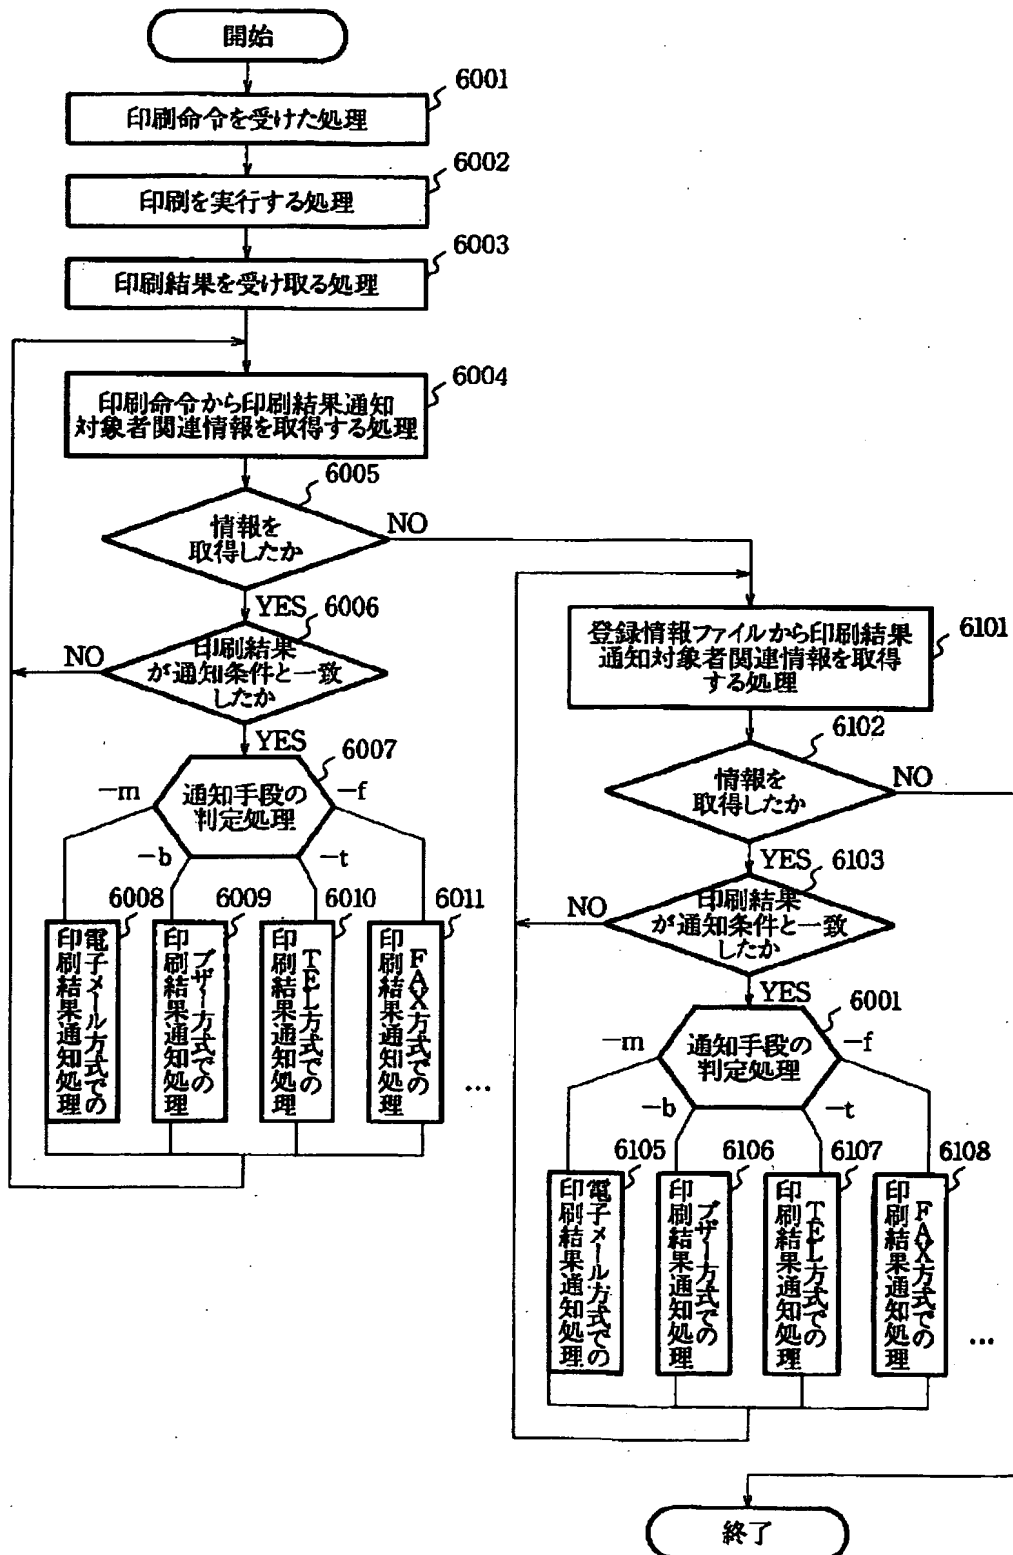 開始
6001
印刷命令を受けた処理
6002
印刷を実行する処理
6003
印刷結果を受け取る処理
6004
印刷命令から印刷結果通知
対象者関連情報を取得する処理
6005
情報を
取得したか
NO
YES
6006
印刷結果
が通知条件と一致
したか
NO
YES
6007
通知手段の
判定処理
-m
-f
-b
-t
6008
電子メール方式での
印刷結果通知処理
6009
ブザー方式での
印刷結果通知処理
6010
TEL方式での
印刷結果通知処理
6011
FAX方式での
印刷結果通知処理
...
6101
登録情報ファイルから印刷結果
通知対象者関連情報を取得
する処理
6102
情報を
取得したか
NO
YES
6103
印刷結果
が通知条件と一致
したか
NO
YES
6001
通知手段の
判定処理
-m
-f
-b
-t
6105
電子メール方式での
印刷結果通知処理
6106
ブザー方式での
印刷結果通知処理
6107
TEL方式での
印刷結果通知処理
6108
FAX方式での
印刷結果通知処理
...
終了